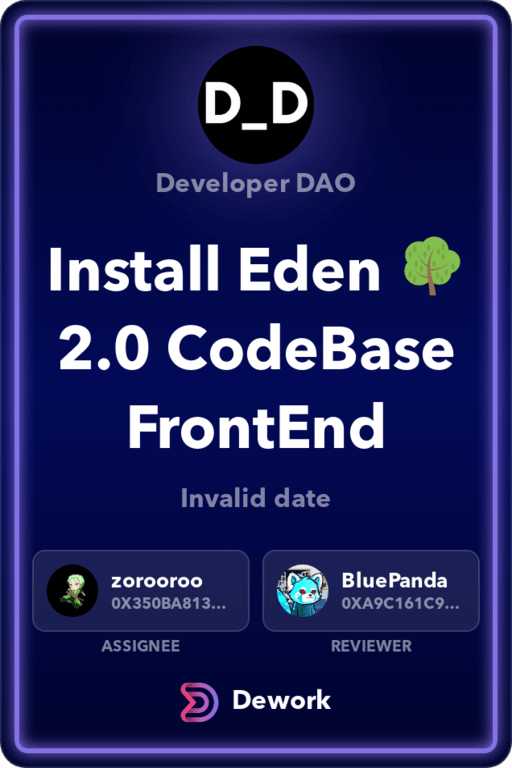 D_D
Developer DAO
Install Eden 🌳
2.0 CodeBase
FrontEnd
Invalid date
zorooroo
0X350BA813...
BluePanda
0XA9C161C9...
ASSIGNEE
REVIEWER
Dework